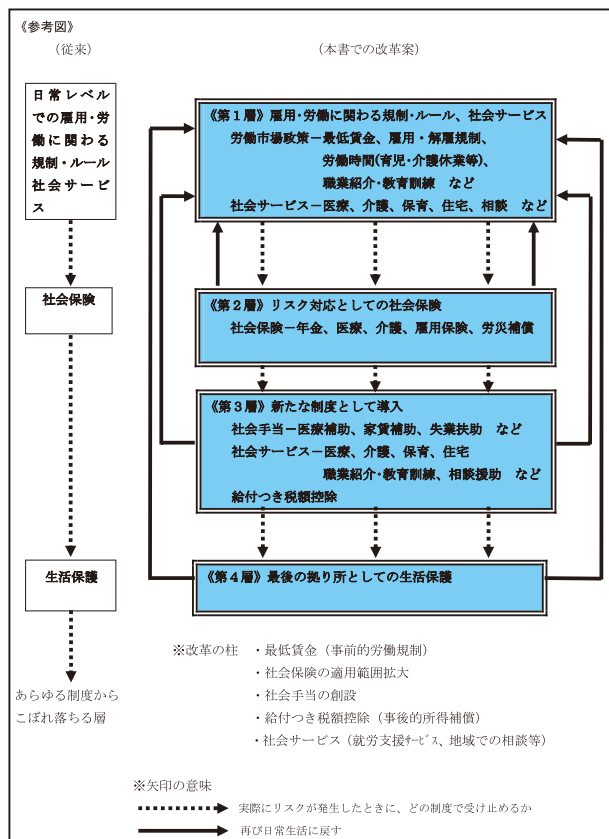 《参考図》
（従来）
（本書での改革案）
日常レベル
での雇用・労
働に関わる
規制・ルール
社会サービ
ス
社会保険
生活保護
あらゆる制度から
こぼれ落ちる層
《第１層》雇用・労働に関わる規制・ルール、社会サービス
労働市場政策－最低賃金、雇用・解雇規制、
労働時間(育児・介護休業等)、
職業紹介・教育訓練　など
社会サービス－医療、介護、保育、住宅、相談　など
《第２層》リスク対応としての社会保険
社会保険－年金、医療、介護、雇用保険、労災補償
《第３層》新たな制度として導入
社会手当－医療補助、家賃補助、失業扶助　など
社会サービス－医療、介護、保育、住宅
職業紹介・教育訓練、相談援助　など
給付つき税額控除
《第４層》最後の拠り所としての生活保護
※改革の柱　・最低賃金（事前的労働規制）
・社会保険の適用範囲拡大
・社会手当の創設
・給付つき税額控除（事後的所得補償）
・社会サービス（就労支援ｻｰﾋﾞｽ、地域での相談等）
※矢印の意味
実際にリスクが発生したときに、どの制度で受け止めるか
再び日常生活に戻す